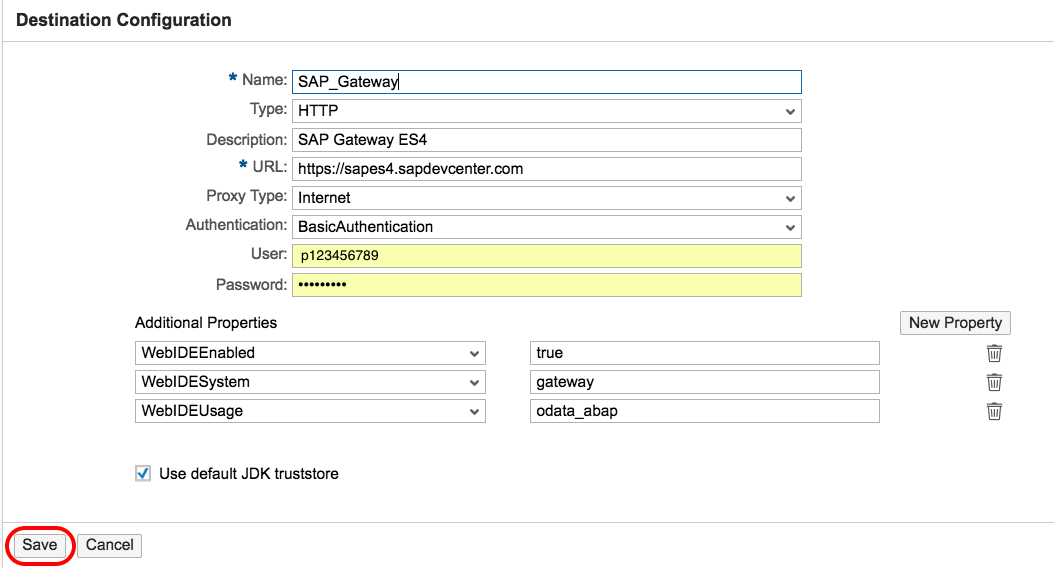 Destination Configuration
* Name: SAP_Gateway
Type: HTTP
Description: SAP Gateway ES4
* URL: https://sapes4.sapdevcenter.com
Proxy Type: Internet
Authentication: BasicAuthentication
User: p123456789
Password: •••••••••
Additional Properties New Property
WebIDEEnabled true
WebIDESystem gateway
WebIDEUsage odata_abap
Use default JDK truststore
Save Cancel